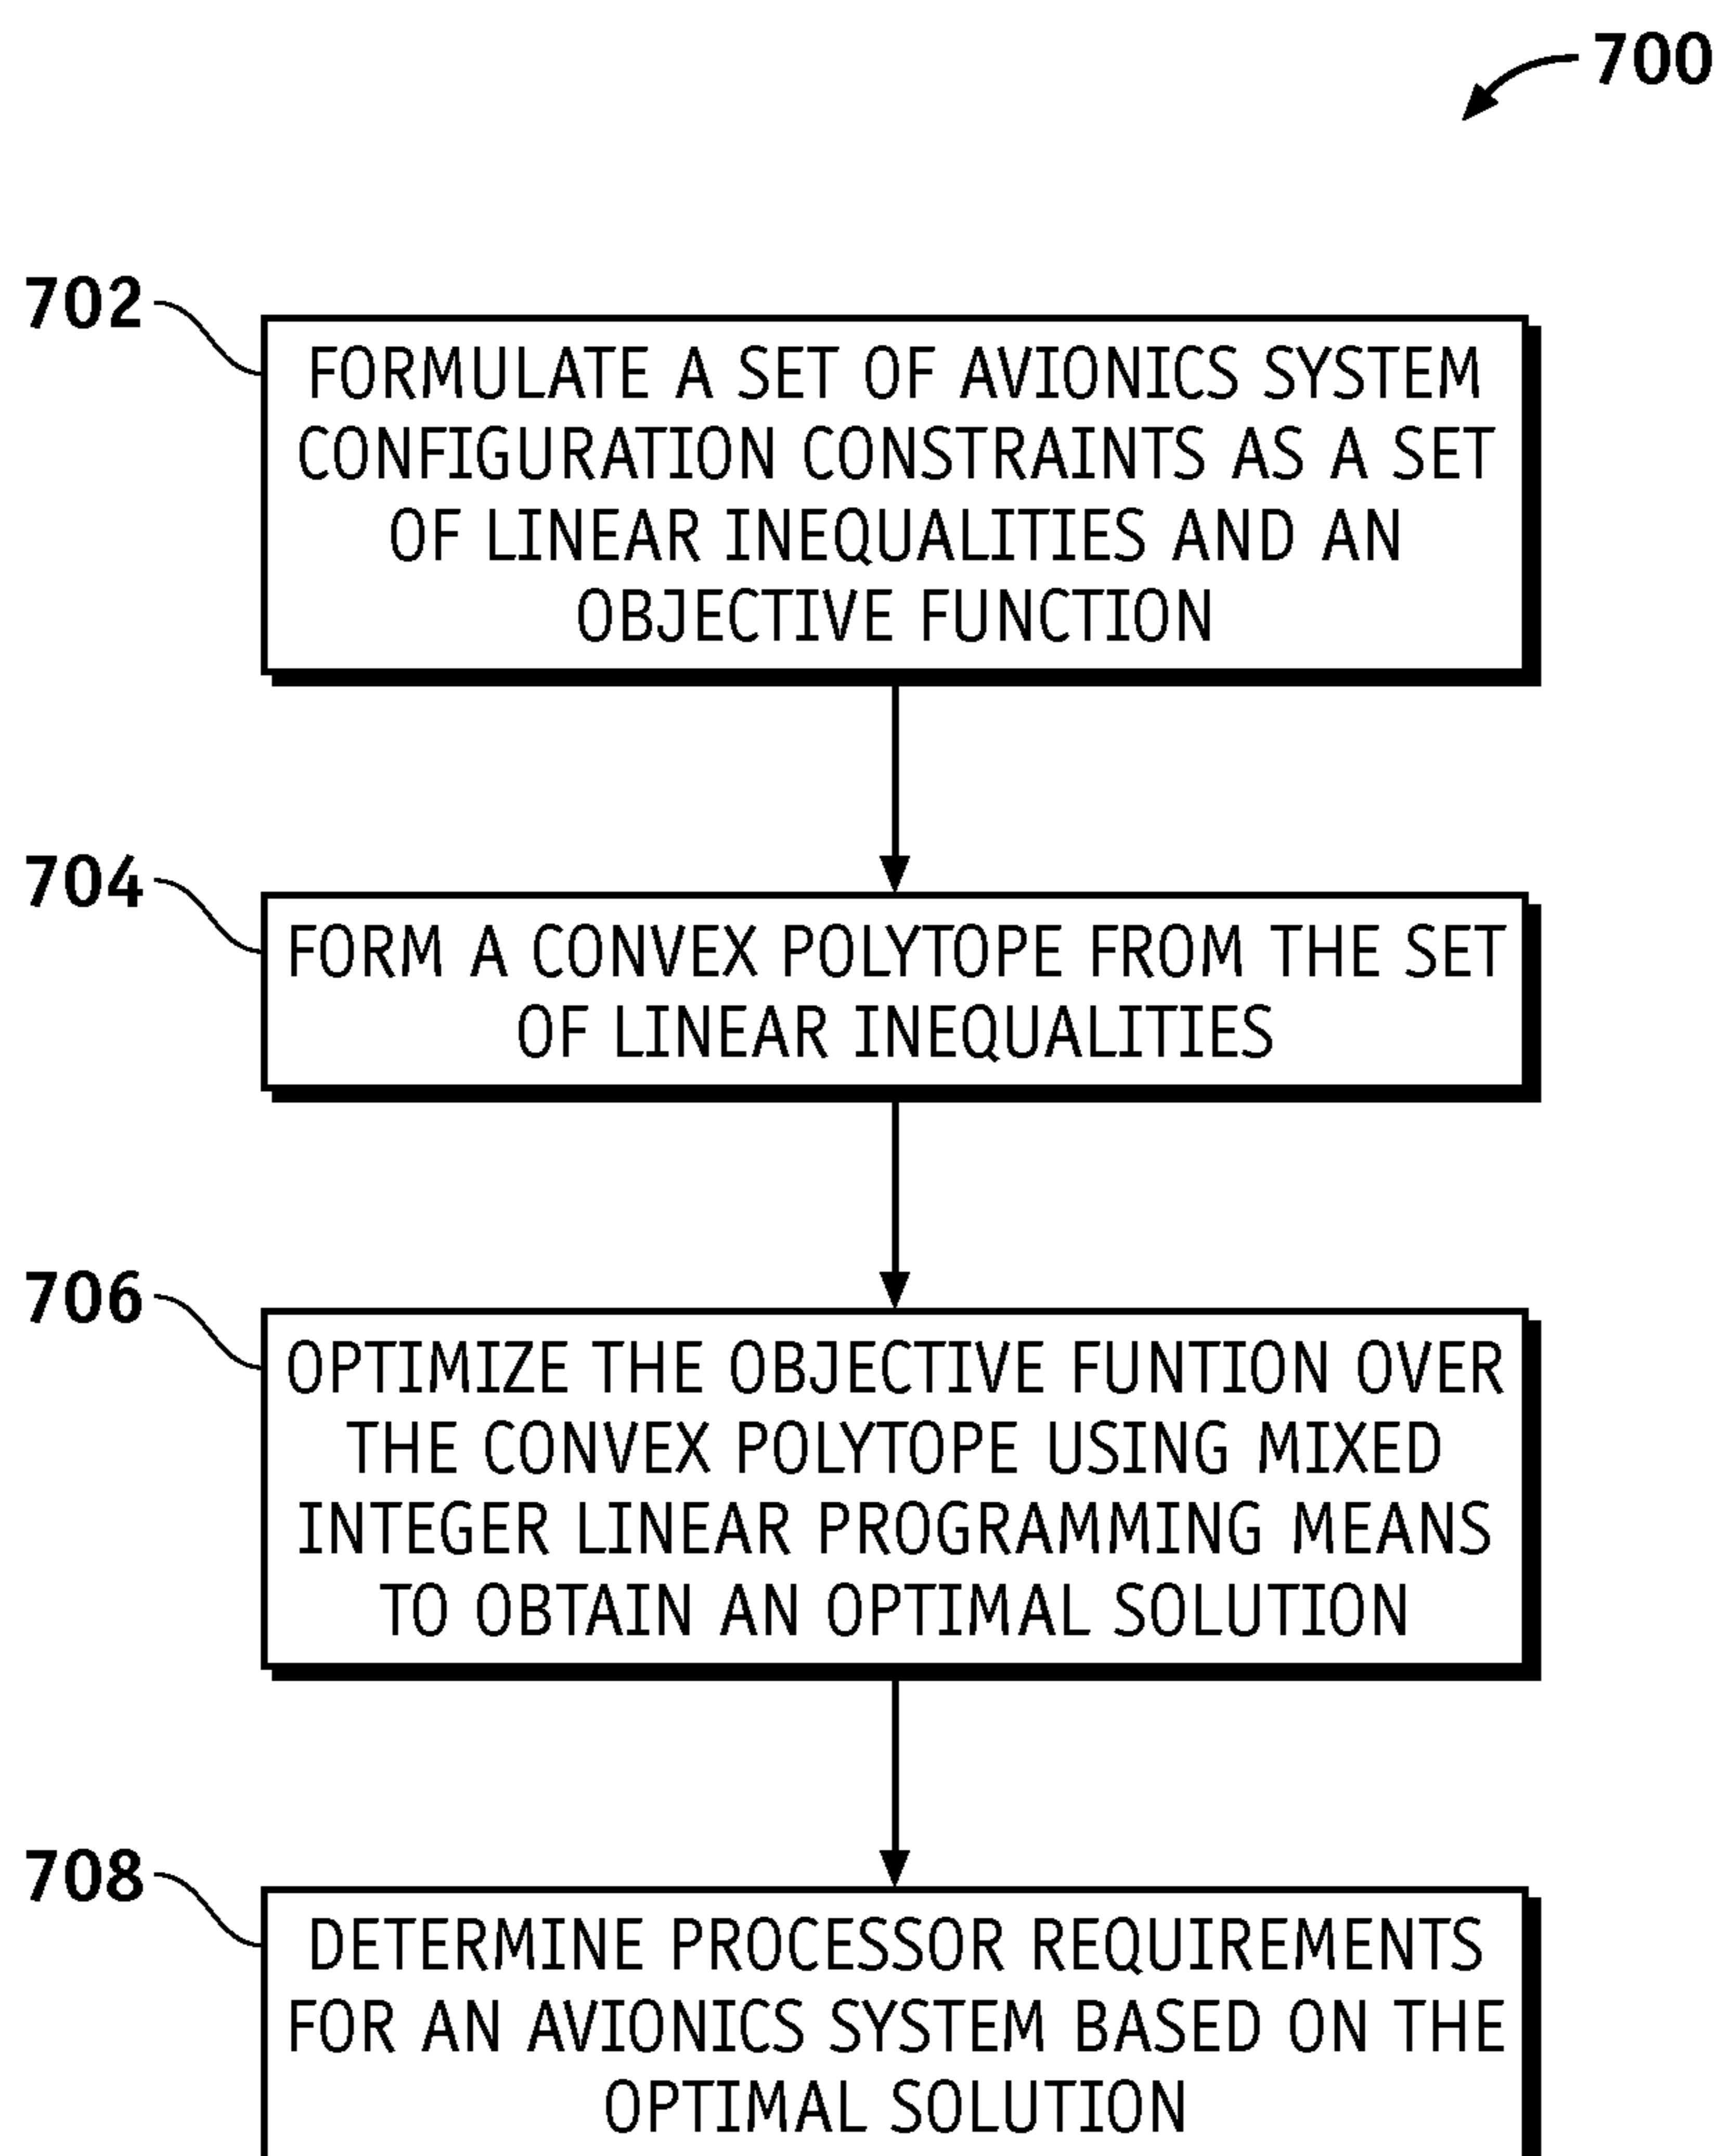 700
702
FORMULATE A SET OF AVIONICS SYSTEM
CONFIGURATION CONSTRAINTS AS A SET
OF LINEAR INEQUALITIES AND AN
OBJECTIVE FUNCTION
704
FORM A CONVEX POLYTOPE FROM THE SET
OF LINEAR INEQUALITIES
706
OPTIMIZE THE OBJECTIVE FUNTION OVER
THE CONVEX POLYTOPE USING MIXED
INTEGER LINEAR PROGRAMMING MEANS
TO OBTAIN AN OPTIMAL SOLUTION
708
DETERMINE PROCESSOR REQUIREMENTS
FOR AN AVIONICS SYSTEM BASED ON THE
OPTIMAL SOLUTION